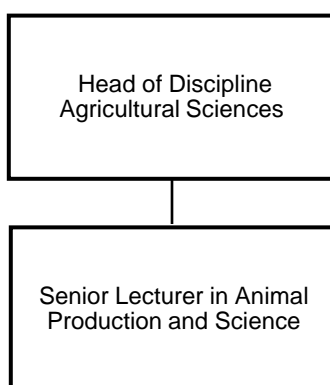 Head of Discipline
Agricultural Sciences
Senior Lecturer in Animal
Production and Science